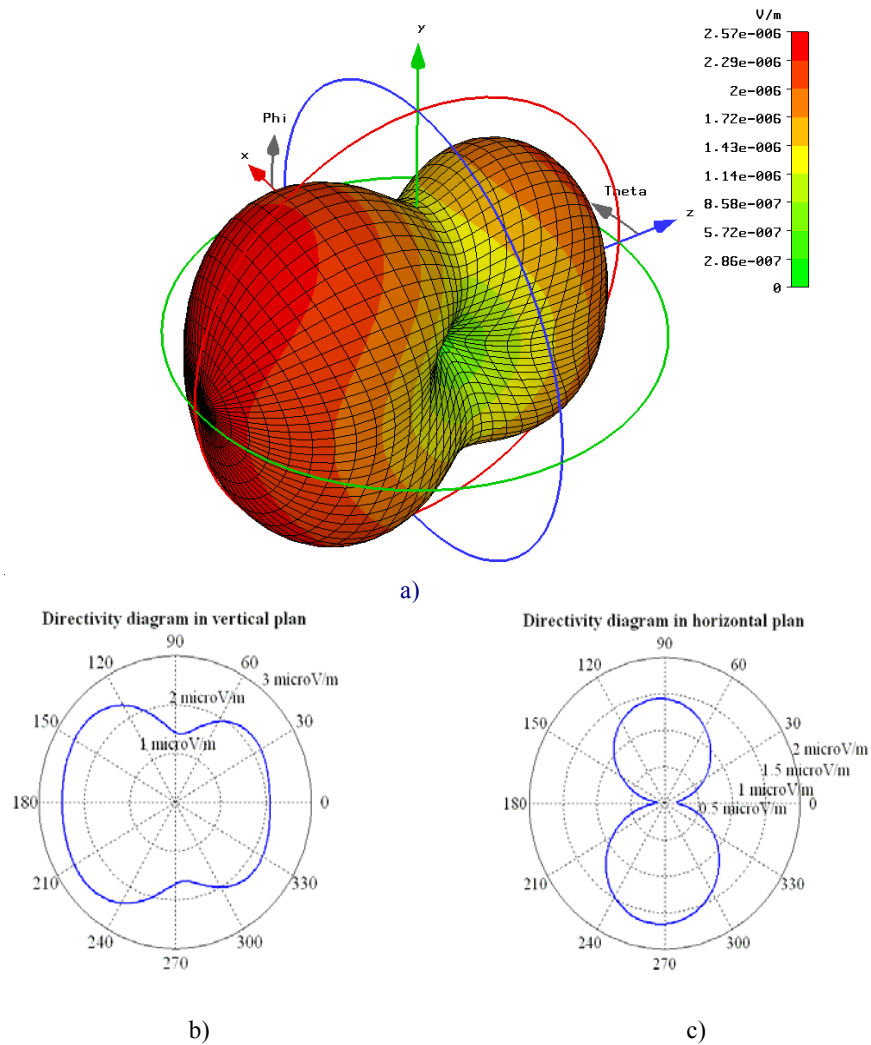 V/m
2.57e-006
2.29e-006
2e-006
1.72e-006
1.43e-006
1.14e-006
8.58e-007
5.72e-007
2.86e-007
0
y
Phi
x
Theta
z
a)
Directivity diagram in vertical plan
90
120
60
3 microV/m
2 microV/m
150
30
1 microV/m
180
0
210
330
240
300
270
b)
Directivity diagram in horizontal plan
90
120
60
150
30
2 microV/m
1.5 microV/m
1 microV/m
180
0.5 microV/m
0
210
330
240
300
270
c)